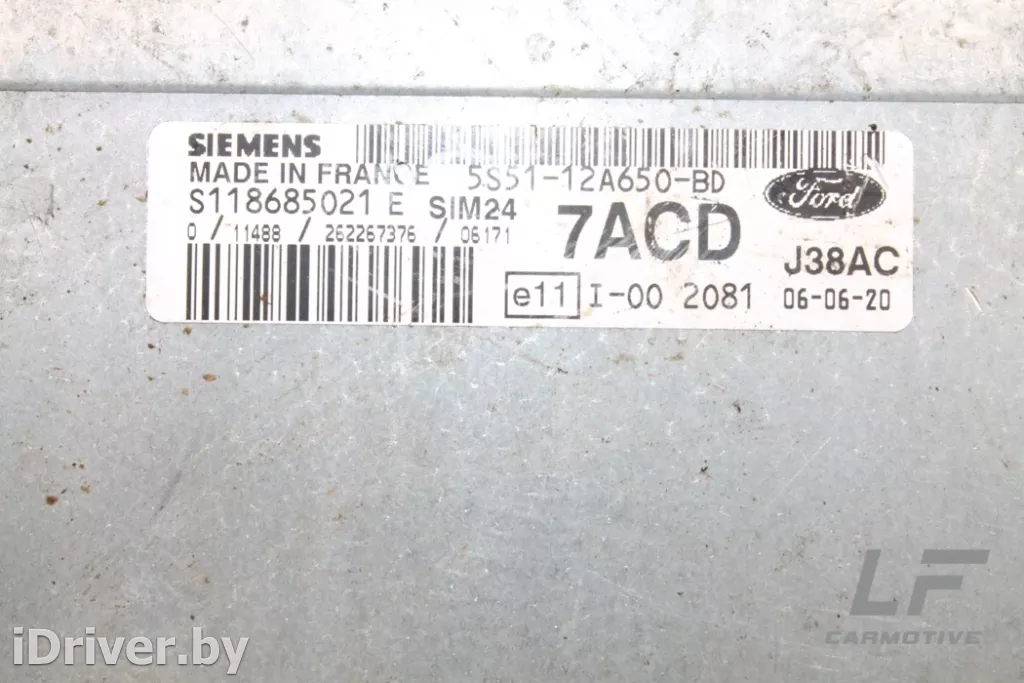 SIEMENS
MADE IN FRANCE 5S51-12A650-BD
S118685021 E SIM24 7ACD Ford
0 / 11488 / 262267376 / 06171
J38AC
e11 I-00 2081 06-06-20
LF
CARMOTIVE
iDriver.by